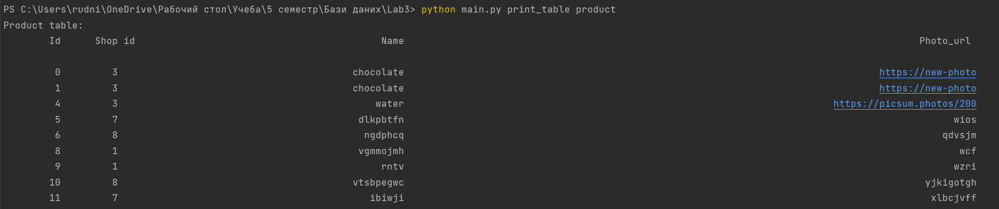 PS C:\Users\rudni\OneDrive\Рабочий стол\Учеба\5 семестр\Бази даних\Lab3> python main.py print_table product
Product table:
Id Shop id Name Photo_url
0 3 chocolate https://new-photo
1 3 chocolate https://new-photo
4 3 water https://picsum.photos/200
5 7 dlkpbtfn wios
6 8 ngdphcq qdvsjm
8 1 vgmmojmh wcf
9 1 rntv wzri
10 8 vtsbpegwc yjkigotgh
11 7 ibiwji xlbcjvff